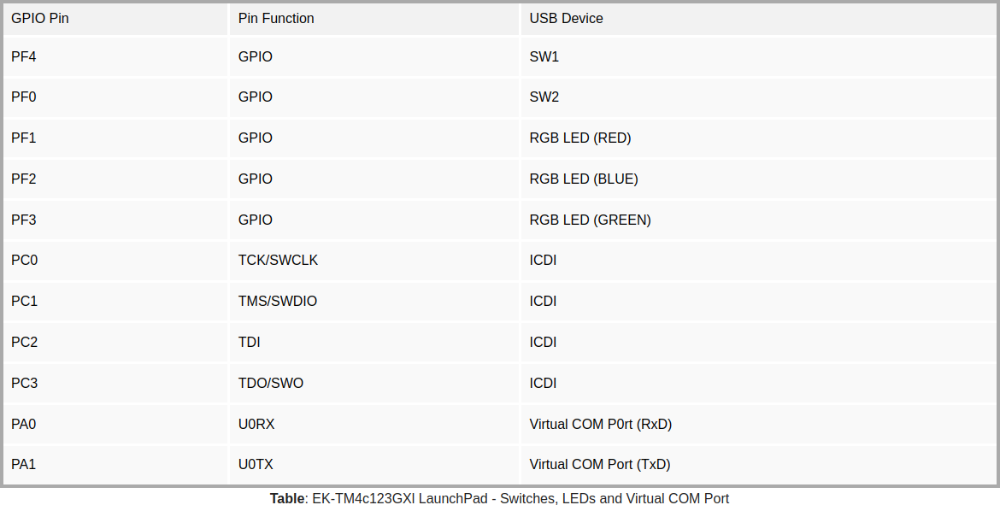 GPIO Pin Pin Function USB Device
PF4 GPIO SW1
PF0 GPIO SW2
PF1 GPIO RGB LED (RED)
PF2 GPIO RGB LED (BLUE)
PF3 GPIO RGB LED (GREEN)
PC0 TCK/SWCLK ICDI
PC1 TMS/SWDIO ICDI
PC2 TDI ICDI
PC3 TDO/SWO ICDI
PA0 U0RX Virtual COM P0rt (RxD)
PA1 U0TX Virtual COM Port (TxD)
Table: EK-TM4c123GXl LaunchPad - Switches, LEDs and Virtual COM Port